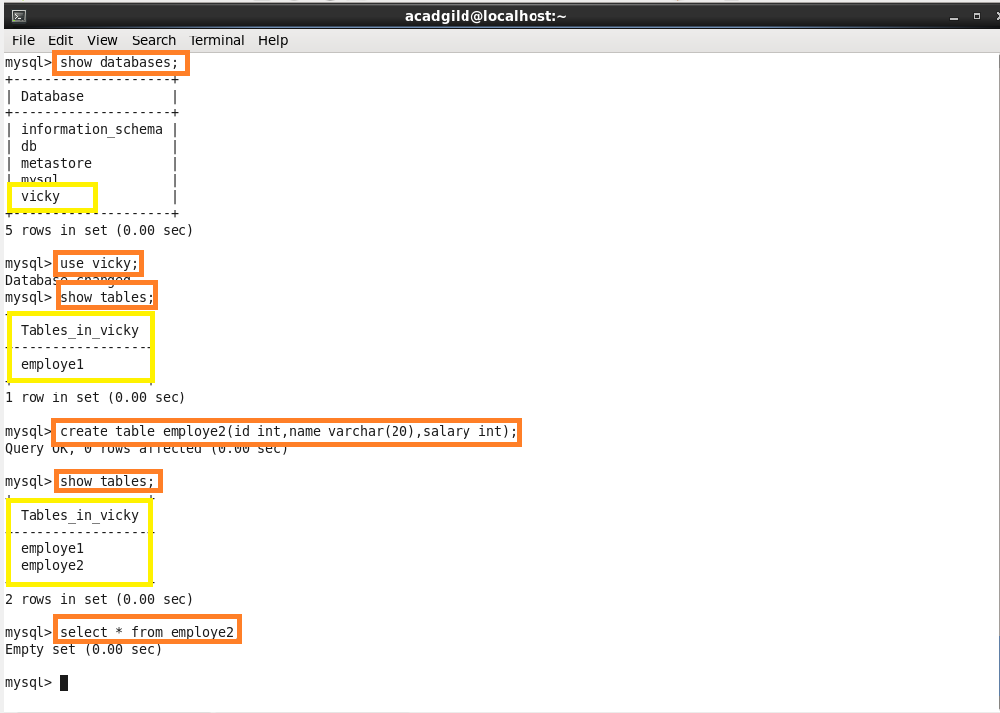 acadgild@localhost:~
File Edit View Search Terminal Help
mysql> show databases;
+--------------------+
| Database           |
+--------------------+
| information_schema |
| db                 |
| metastore          |
| mysql              |
vicky              |
+--------------------+
5 rows in set (0.00 sec)
mysql> use vicky;
Database changed
mysql> show tables;
Tables_in_vicky
------------------
employe1
1 row in set (0.00 sec)
mysql> create table employe2(id int,name varchar(20),salary int);
Query OK, 0 rows affected (0.00 sec)
mysql> show tables;
Tables_in_vicky
------------------
employe1
employe2
2 rows in set (0.00 sec)
mysql> select * from employe2
Empty set (0.00 sec)
mysql>